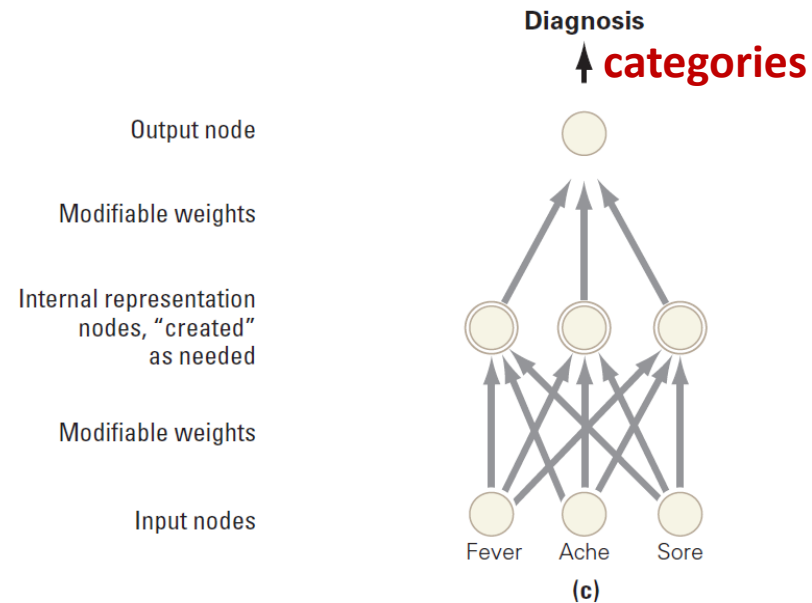 Diagnosis
categories
Output node
Modifiable weights
Internal representation
nodes, “created”
as needed
Modifiable weights
Input nodes
Fever Ache Sore
(c)